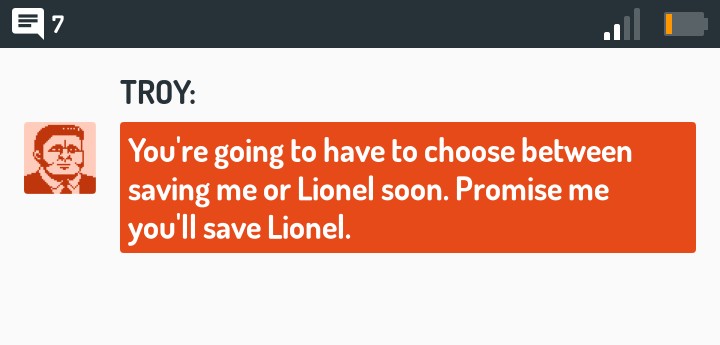 7
TROY:
You're going to have to choose between
saving me or Lionel soon. Promise me
you'll save Lionel.